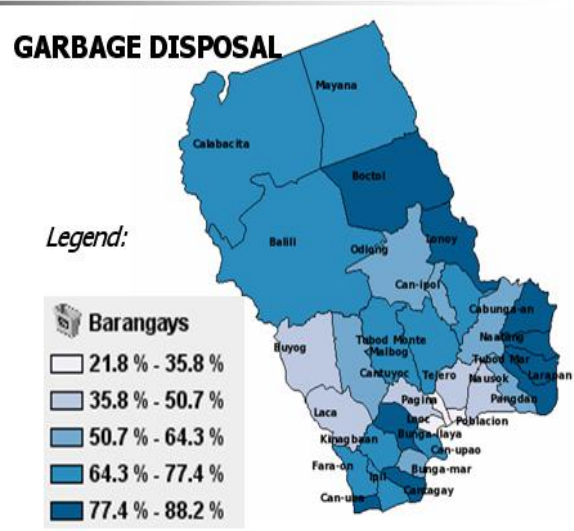 GARBAGE DISPOSAL
Mayana
Calabacita
Boctol
Lonoy
Balili
Odiong
Can-ipol
Cabunga-an
Legend:
Barangays
21.8 % - 35.8 %
35.8 % - 50.7 %
50.7 % - 64.3 %
64.3 % - 77.4 %
77.4 % - 88.2 %
Buyog
Tubod Monte
Malbog
Cantuyoc
Tejero
Naatang
Tubod Mar
Larapan
Nausok
Pangdan
Pagina
Laca
Looc
Poblacion
Kinagbaan
Bunga-ilaya
Can-upao
Fara-on
Ipil
Bunga-mar
Can-uba
Cantagay